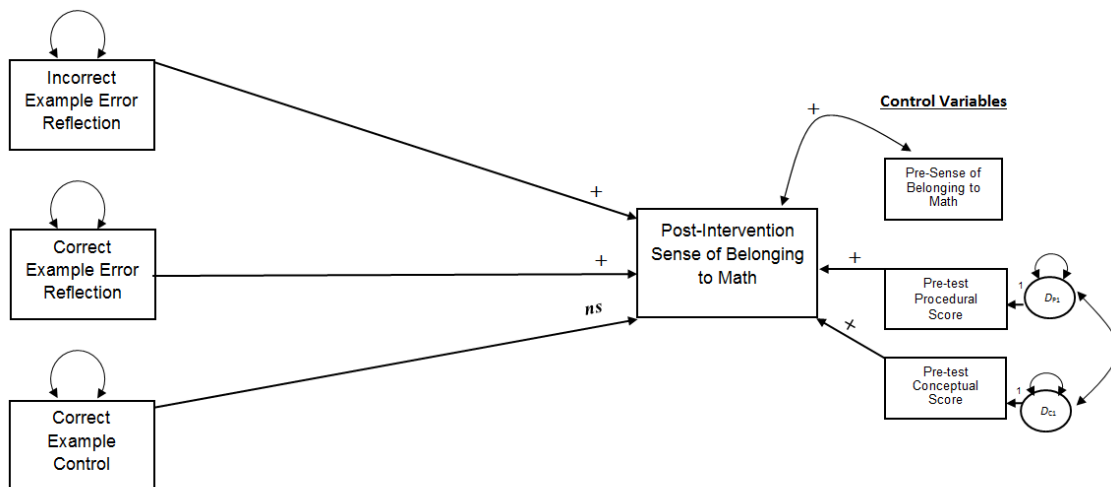 Incorrect
Example Error
Reflection
+
Control Variables
+
Pre-Sense of
Belonging to
Math
Correct
Example Error
Reflection
+
Post-Intervention
Sense of Belonging
to Math
+
Pre-test
Procedural
Score
1
DP1
ns
+
Pre-test
Conceptual
Score
1
DC1
Correct
Example
Control